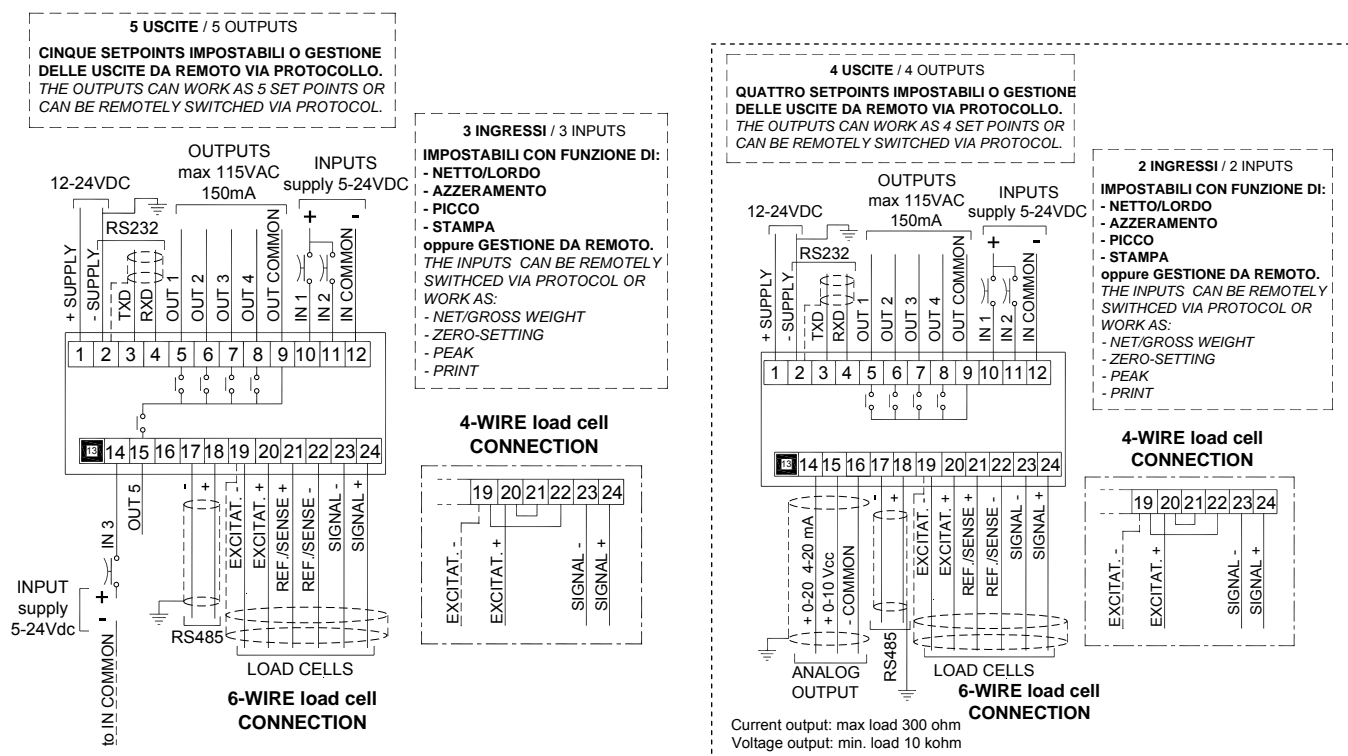 5 USCITE / 5 OUTPUTS
CINQUE SETPOINTS IMPOSTABILI O GESTIONE
DELLE USCITE DA REMOTO VIA PROTOCOLLO.
THE OUTPUTS CAN WORK AS 5 SET POINTS OR
CAN BE REMOTELY SWITCHED VIA PROTOCOL.
3 INGRESSI / 3 INPUTS
IMPOSTABILI CON FUNZIONE DI:
- NETTO/LORDO
- AZZERAMENTO
- PICCO
- STAMPA
oppure GESTIONE DA REMOTO.
THE INPUTS CAN BE REMOTELY
SWITHCED VIA PROTOCOL OR
WORK AS:
- NET/GROSS WEIGHT
- ZERO-SETTING
- PEAK
- PRINT
12-24VDC
RS232
OUTPUTS
max 115VAC
150mA
INPUTS
supply 5-24VDC
+ -
+ SUPPLY
- SUPPLY
TXD
RXD
OUT 1
OUT 2
OUT 3
OUT 4
OUT COMMON
IN 1
IN 2
IN COMMON
1 2 3 4 5 6 7 8 9 10 11 12
13 14 15 16 17 18 19 20 21 22 23 24
IN 3
OUT 5
- +
EXCITAT. -
EXCITAT. +
REF./SENSE +
REF./SENSE -
SIGNAL -
SIGNAL +
INPUT
supply
5-24Vdc
+
-
to IN COMMON
RS485
LOAD CELLS
6-WIRE load cell
CONNECTION
4-WIRE load cell
CONNECTION
19 20 21 22 23 24
EXCITAT. -
EXCITAT. +
SIGNAL -
SIGNAL +
4 USCITE / 4 OUTPUTS
QUATTRO SETPOINTS IMPOSTABILI O GESTIONE
DELLE USCITE DA REMOTO VIA PROTOCOLLO.
THE OUTPUTS CAN WORK AS 4 SET POINTS OR
CAN BE REMOTELY SWITCHED VIA PROTOCOL.
2 INGRESSI / 2 INPUTS
IMPOSTABILI CON FUNZIONE DI:
- NETTO/LORDO
- AZZERAMENTO
- PICCO
- STAMPA
oppure GESTIONE DA REMOTO.
THE INPUTS CAN BE REMOTELY
SWITHCED VIA PROTOCOL OR
WORK AS:
- NET/GROSS WEIGHT
- ZERO-SETTING
- PEAK
- PRINT
12-24VDC
RS232
OUTPUTS
max 115VAC
150mA
INPUTS
supply 5-24VDC
+ -
+ SUPPLY
- SUPPLY
TXD
RXD
OUT 1
OUT 2
OUT 3
OUT 4
OUT COMMON
IN 1
IN 2
IN COMMON
1 2 3 4 5 6 7 8 9 10 11 12
13 14 15 16 17 18 19 20 21 22 23 24
+ 0-20 4-20 mA
+ 0-10 Vcc
- COMMON
- +
EXCITAT. -
EXCITAT. +
REF./SENSE +
REF./SENSE -
SIGNAL -
SIGNAL +
ANALOG
OUTPUT
RS485
LOAD CELLS
6-WIRE load cell
CONNECTION
Current output: max load 300 ohm
Voltage output: min. load 10 kohm
4-WIRE load cell
CONNECTION
19 20 21 22 23 24
EXCITAT. -
EXCITAT. +
SIGNAL -
SIGNAL +